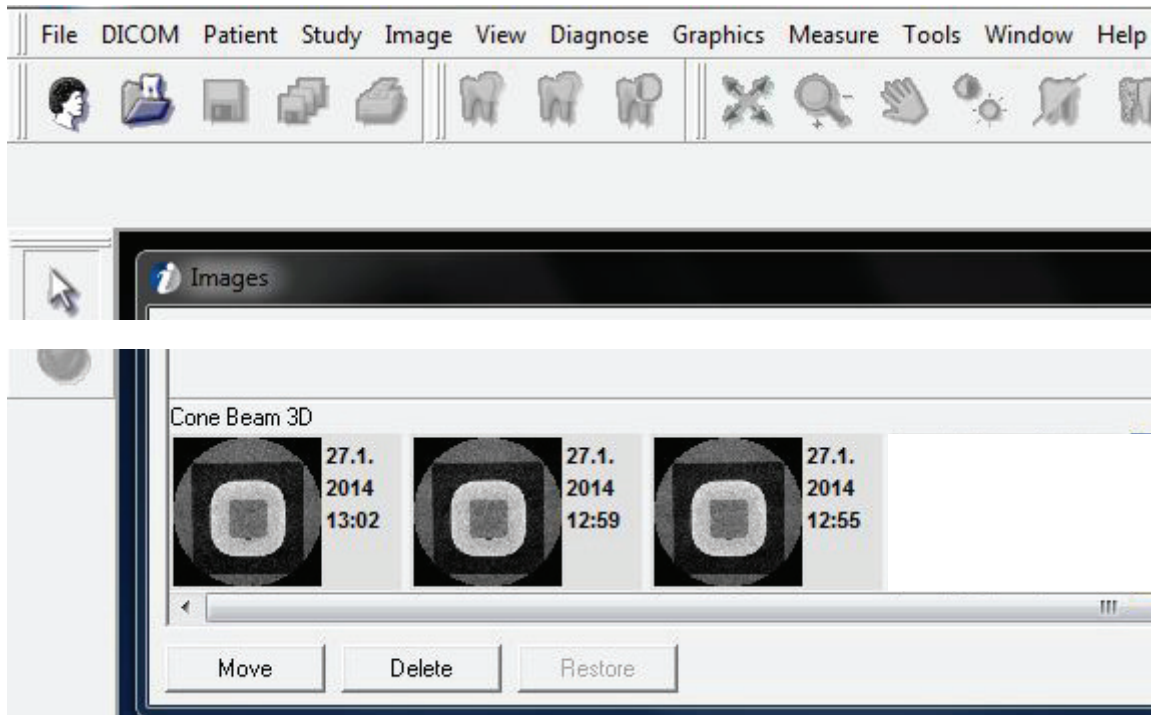 File DICOM Patient Study Image View Diagnose Graphics Measure Tools Window Help
Images
Cone Beam 3D
27.1.
2014
13:02
27.1.
2014
12:59
27.1.
2014
12:55
Move Delete Restore